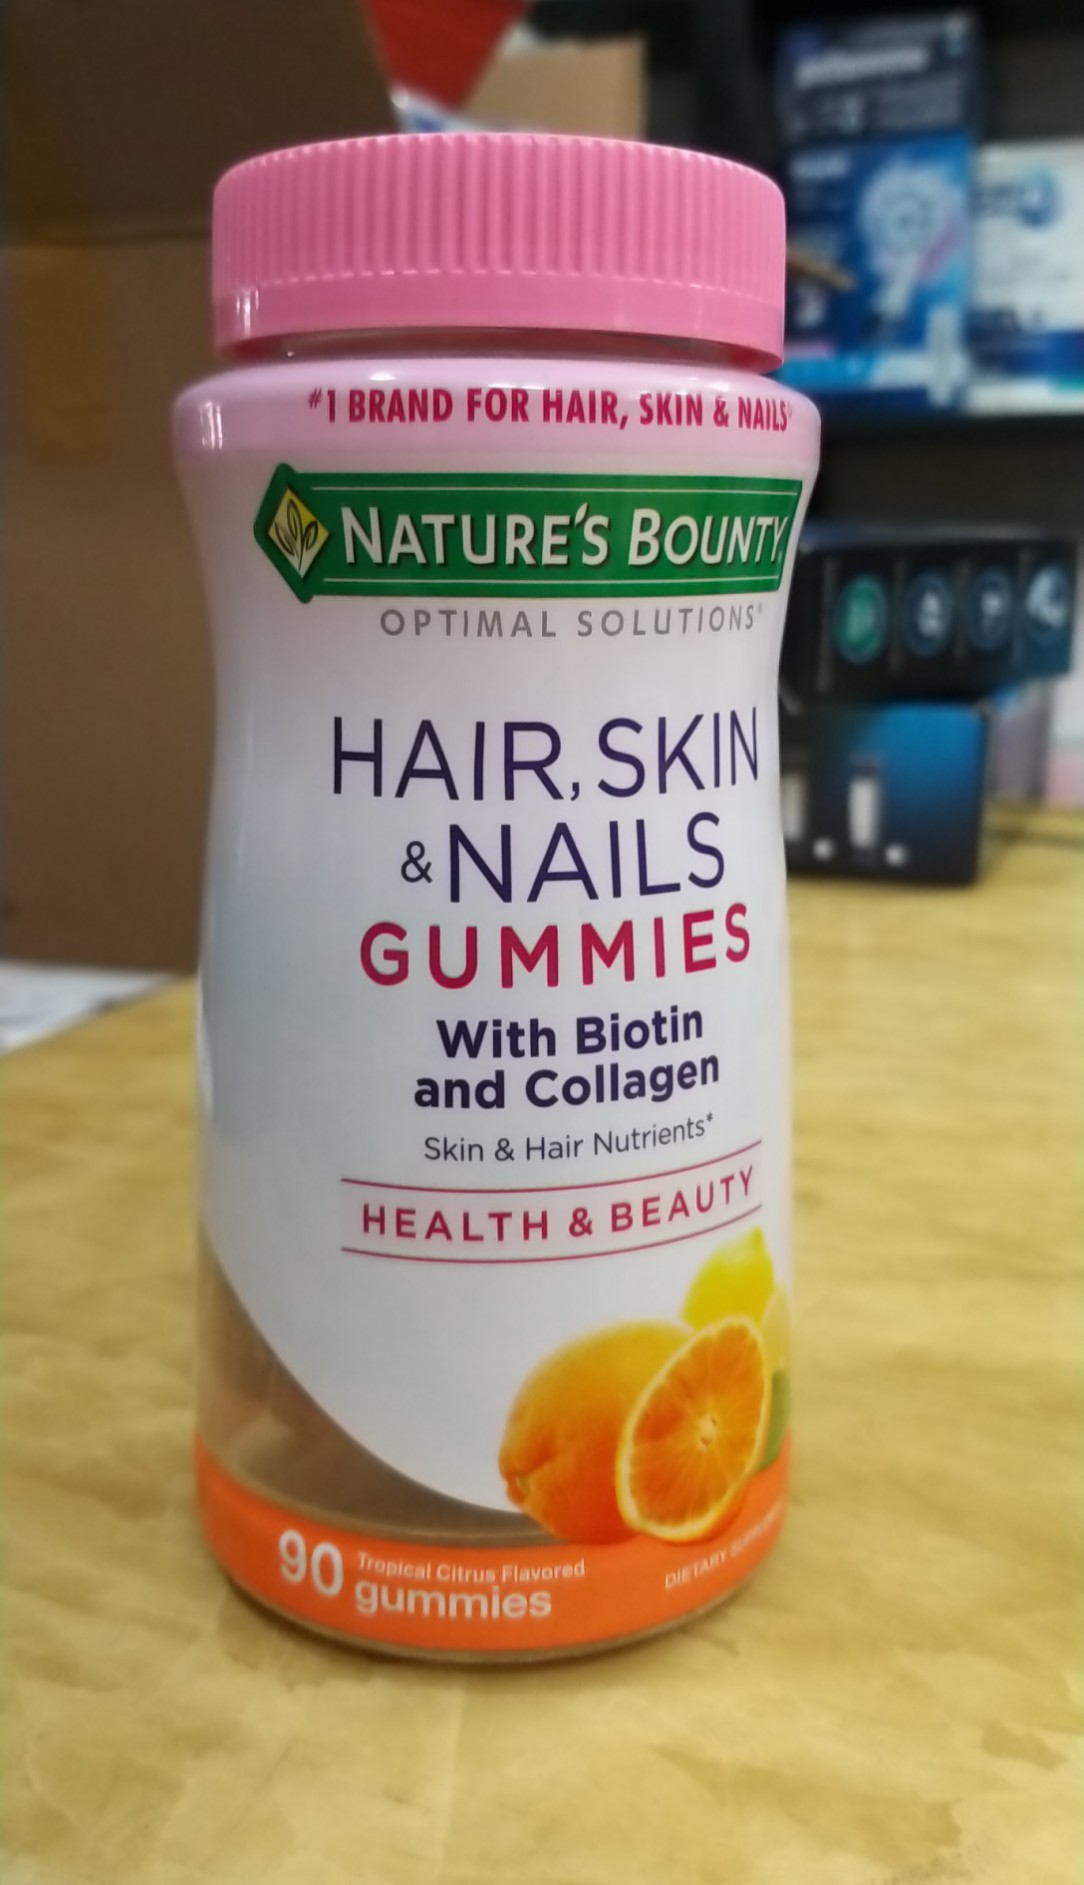 #1 BRAND FOR HAIR, SKIN & NAILS
NATURE'S BOUNTY®
OPTIMAL SOLUTIONS®
HAIR, SKIN
& NAILS
GUMMIES
With Biotin
and Collagen
Skin & Hair Nutrients*
HEALTH & BEAUTY
90 Tropical Citrus Flavored
gummies
DIETARY